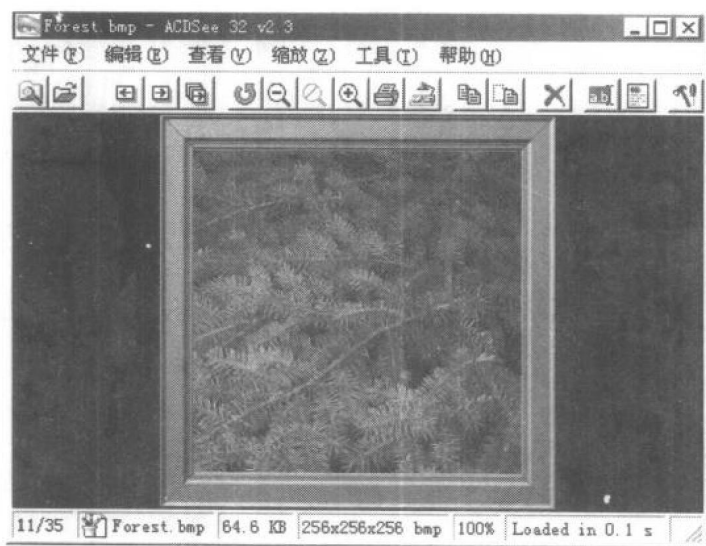 Forest.bmp - ACDSee 32 v2.3
文件(F) 编辑(E) 查看(V) 缩放(Z) 工具(T) 帮助(H)
11/35 Forest.bmp 64.6 KB 256x256x256 bmp 100% Loaded in 0.1 s